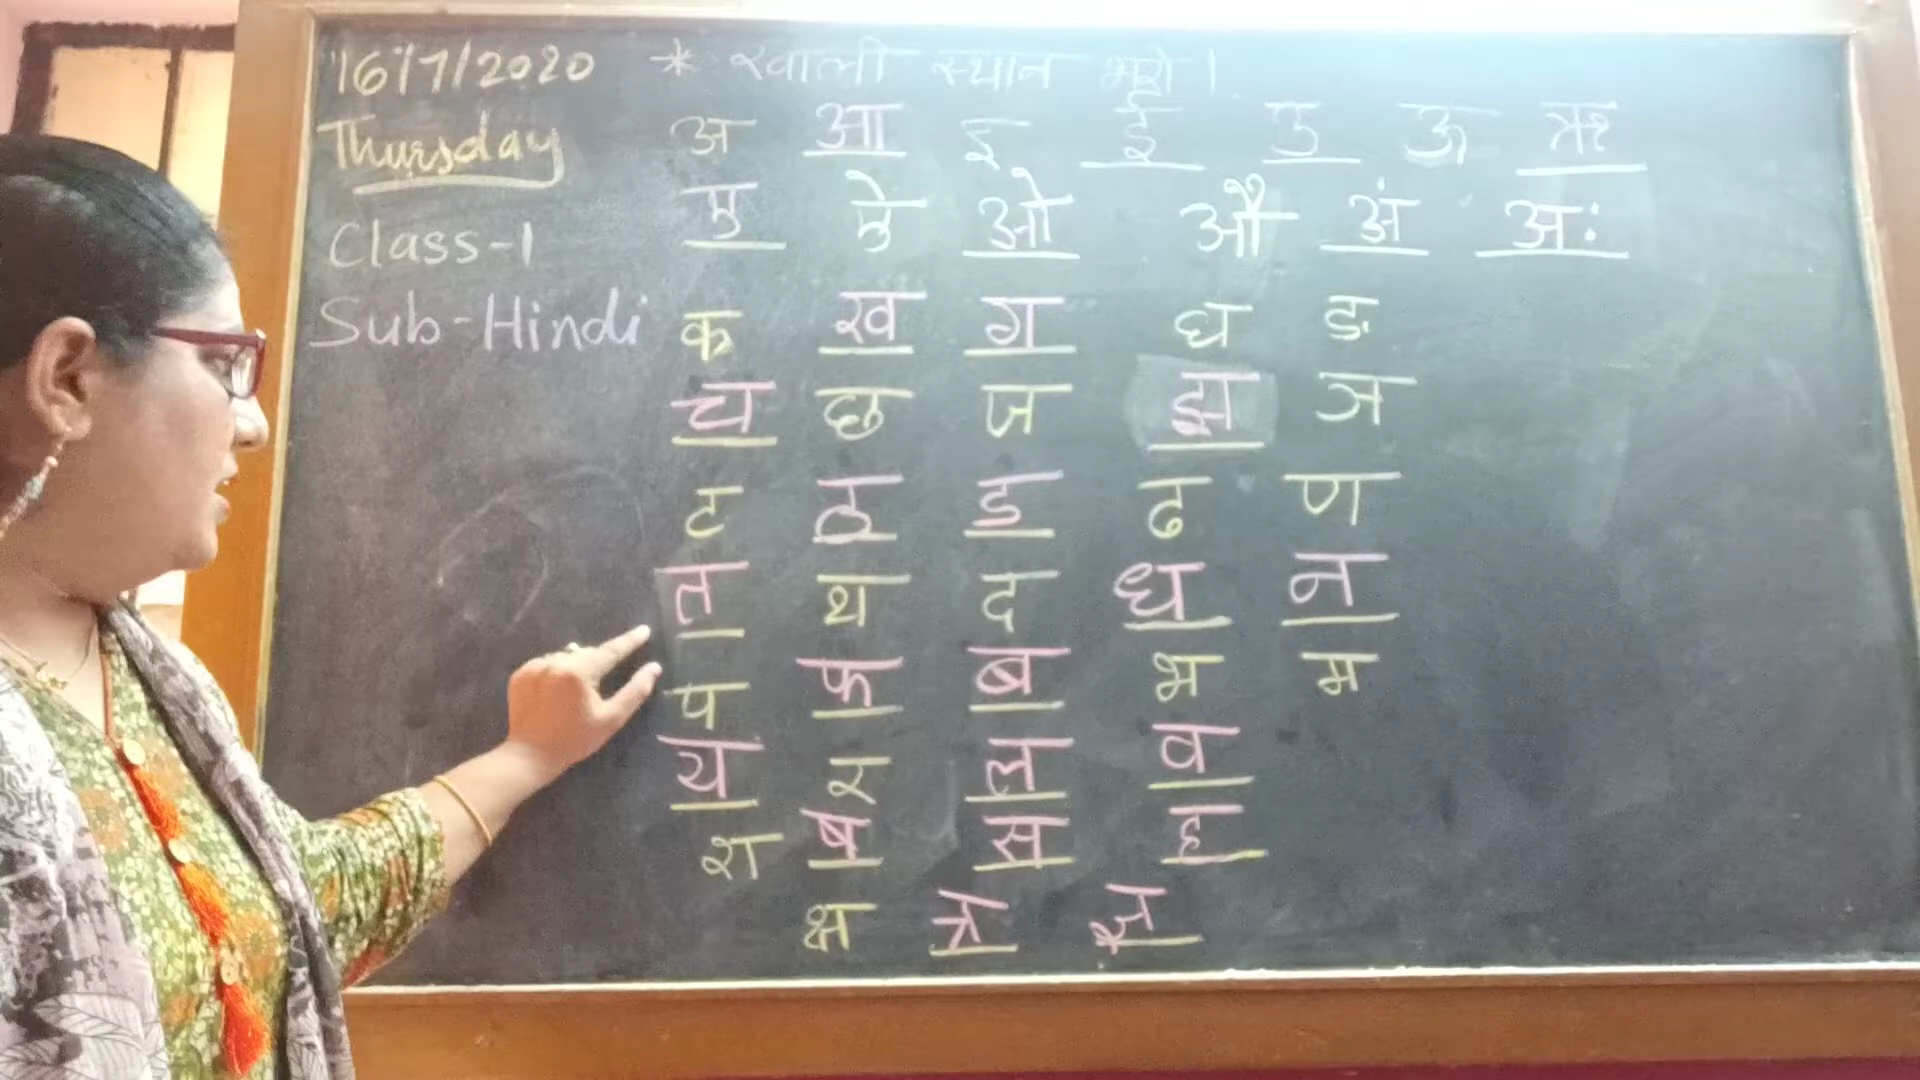 16/7/2020 * खाली स्थान भरो।
Thursday
अ आ इ ई उ ऊ ऋ
Class-1
ए ऐ ओ औ अं अः
Sub-Hindi
क ख ग घ ङ
च छ ज झ ञ
ट ठ ड ढ ण
त थ द ध न
प फ ब भ म
य र ल व
श ष स ह
क्ष त्र ज्ञ